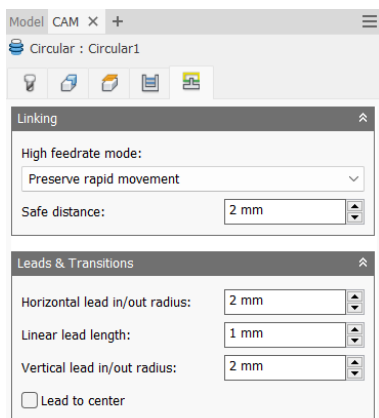 Model CAM × +
Circular : Circular1
Linking
High feedrate mode:
Preserve rapid movement
Safe distance: 2 mm
Leads & Transitions
Horizontal lead in/out radius: 2 mm
Linear lead length: 1 mm
Vertical lead in/out radius: 2 mm
Lead to center